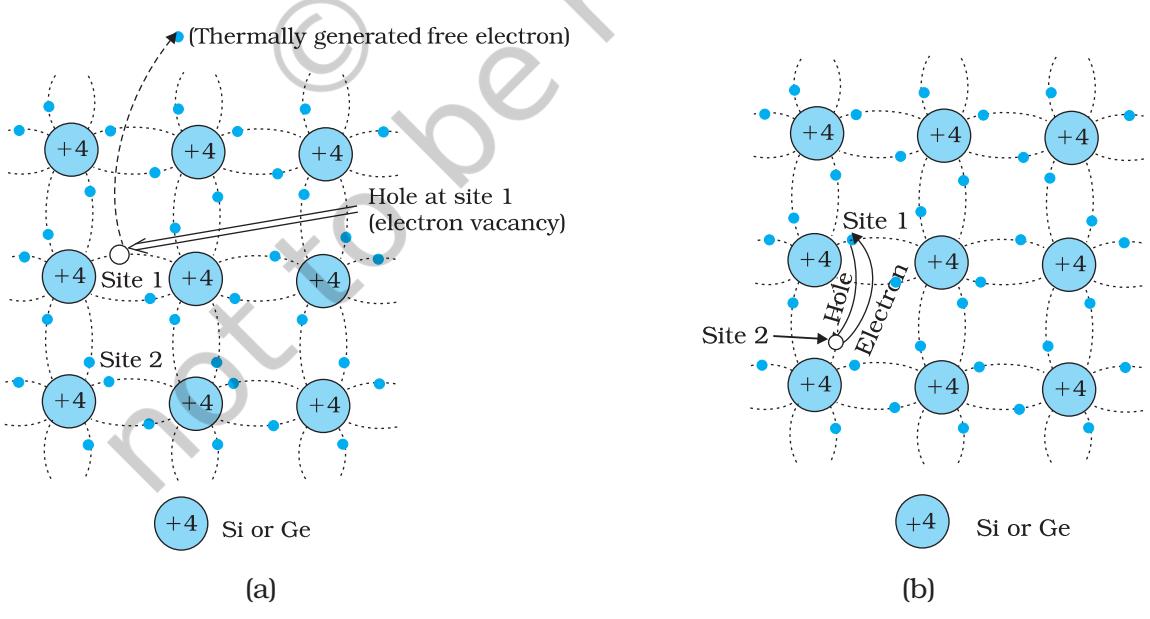 (Thermally generated free electron)
+4 +4 +4
Hole at site 1
(electron vacancy)
+4 +4 +4
Site 1
Site 2
+4 +4 +4
+4 Si or Ge
(a)
+4 +4 +4
Site 1
+4 +4 +4
Hole
Electron
Site 2
+4 +4 +4
+4 Si or Ge
(b)
©
not to be